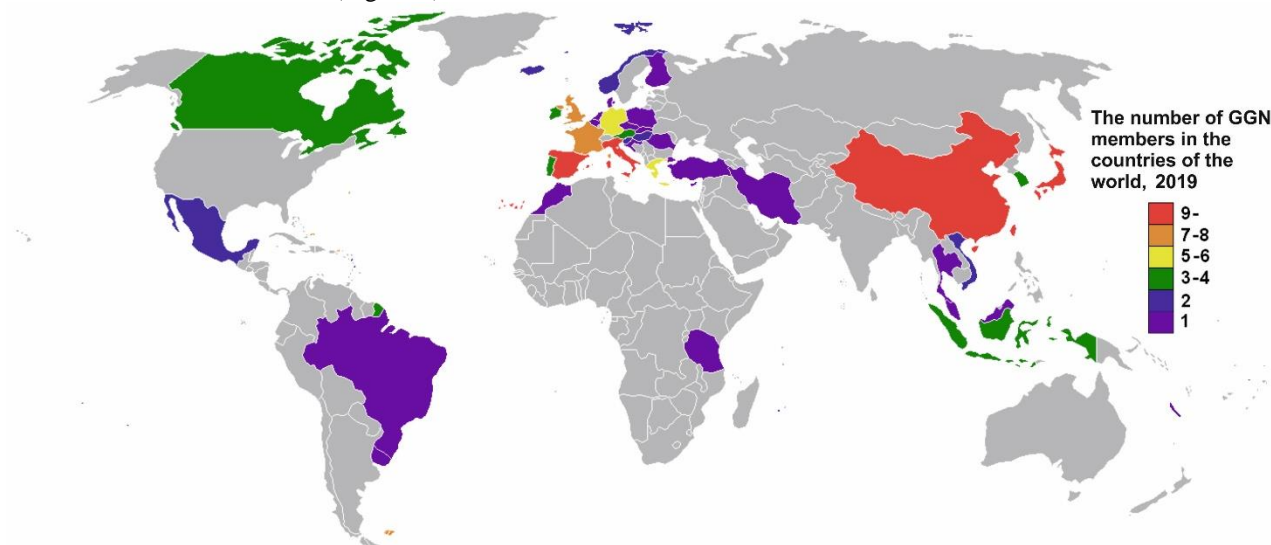 The number of GGN
members in the
countries of the
world, 2019
9-
7-8
5-6
3-4
2
1